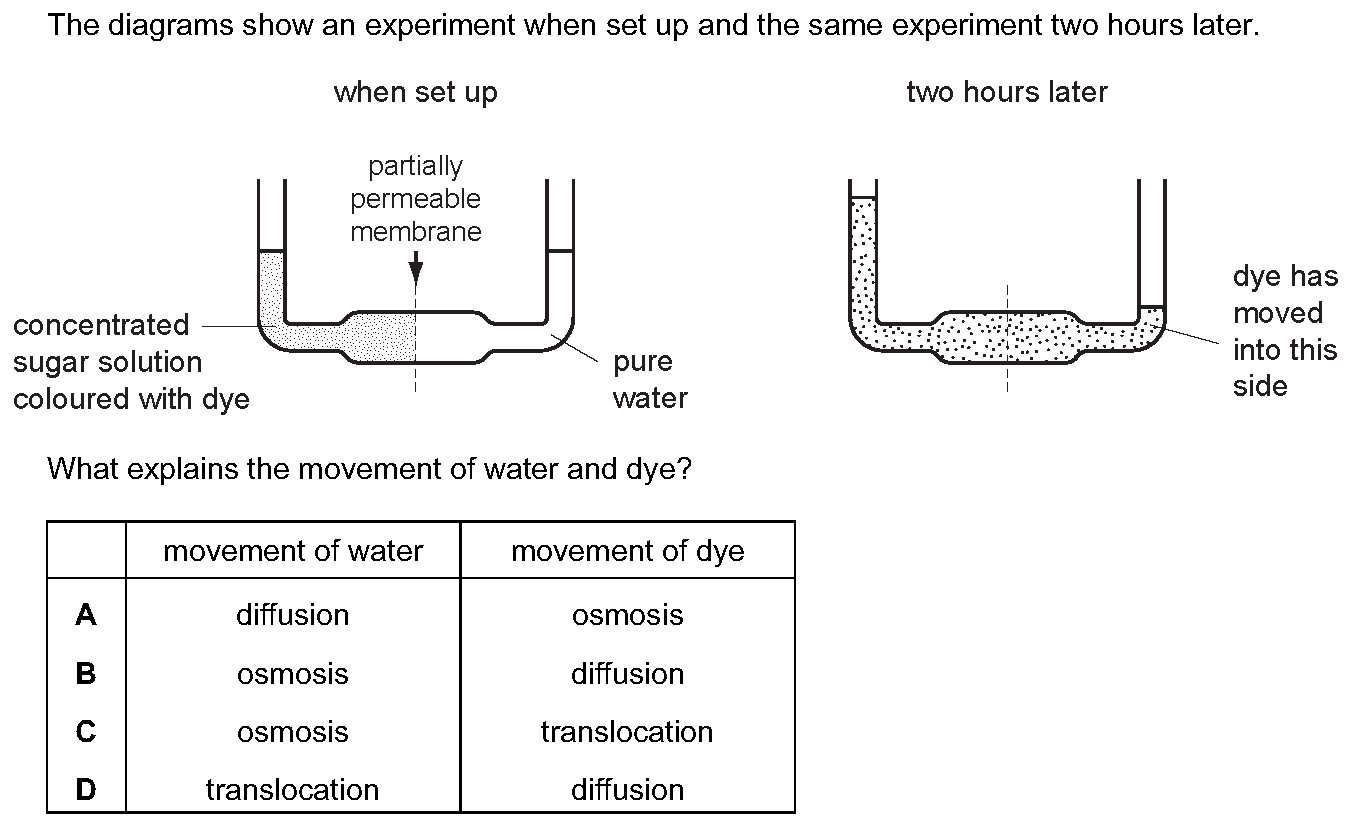 The diagrams show an experiment when set up and the same experiment two hours later.
when set up
two hours later
partially
permeable
membrane
concentrated
sugar solution
coloured with dye
pure
water
dye has
moved
into this
side
What explains the movement of water and dye?
movement of water movement of dye
A diffusion osmosis
B osmosis diffusion
C osmosis translocation
D translocation diffusion